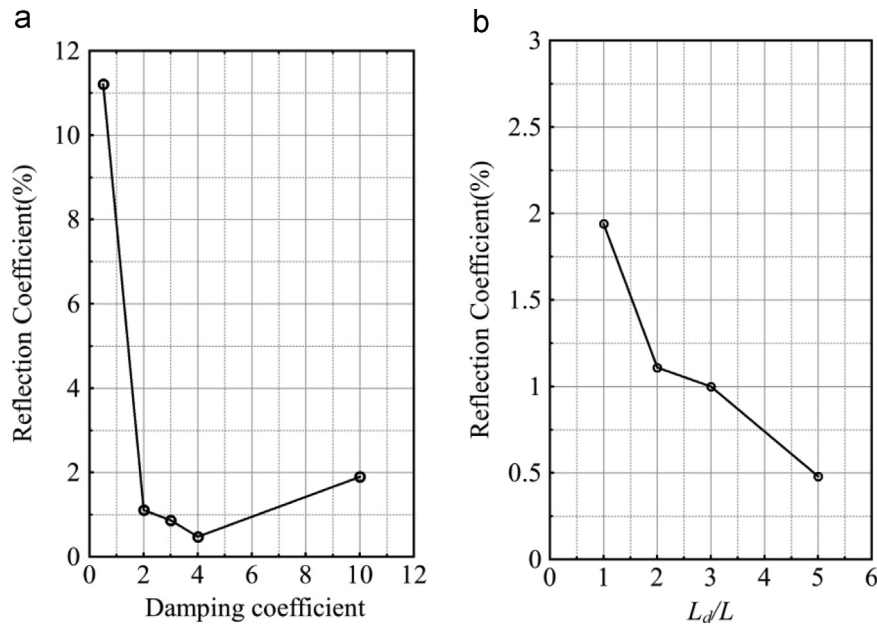 a
12
10
8
6
4
2
0
Reflection Coefficient(%)
0 2 4 6 8 10 12
Damping coefficient
b
3
2.5
2
1.5
1
0.5
0
Reflection Coefficient(%)
0 1 2 3 4 5 6
L_d/L